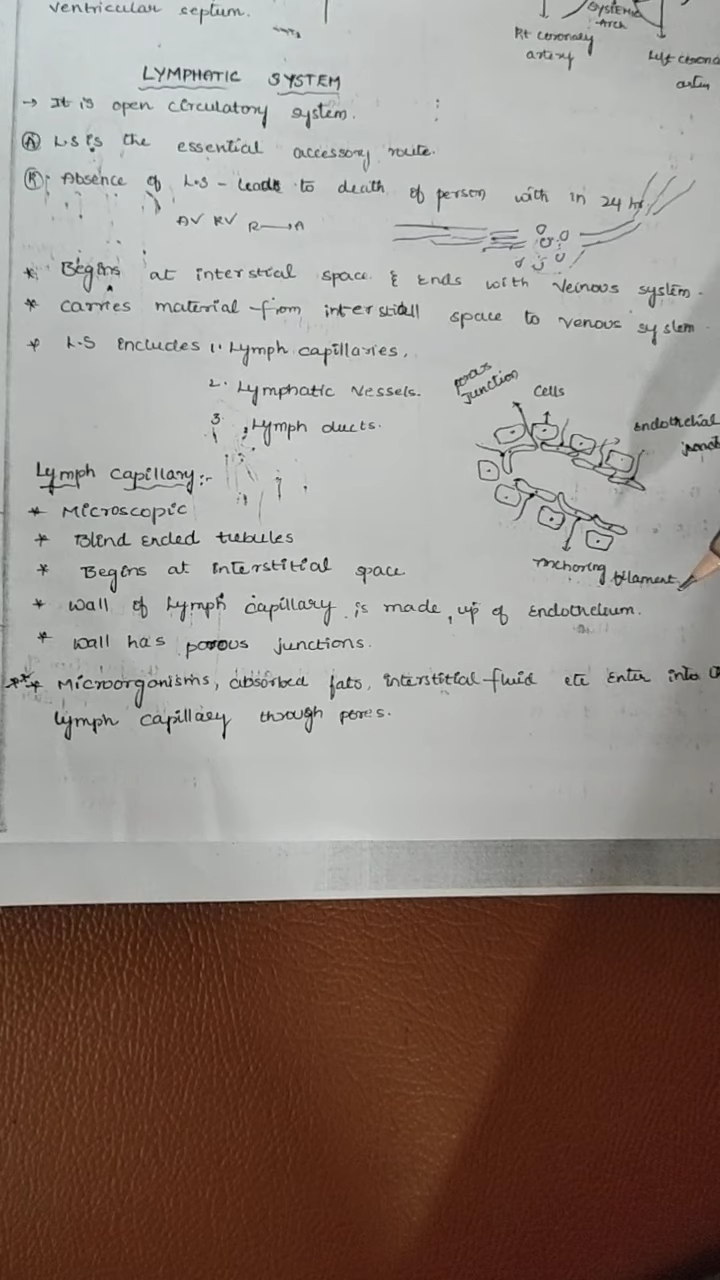 ventricular septum.
Systemic
Arch
Rt coronary
artery
Left corona
LYMPHATIC SYSTEM
→ It is open circulatory system.
(A) L.S is the essential accessory route.
(R): Absence of L.S - leads to death of person with in 24 hr
AV RV R→A
* Begins at interstial space & Ends with Veinous system.
* carries material from interstiall space to venous system
* L.S includes 1. Lymph capillaries.
2. Lymphatic Vessels.
3. Lymph ducts.
porous
junction
cells
Endothelial
Lymph capillary:-
* Microscopic
* Blind Ended tubules
* Begins at Interstitial space
Anchoring filament
* wall of Lymph capillary is made up of Endothelium.
* wall has porous junctions.
*** Microorganisms, absorbed fats, interstitial fluid etc Enter into
lymph capillary through pores.